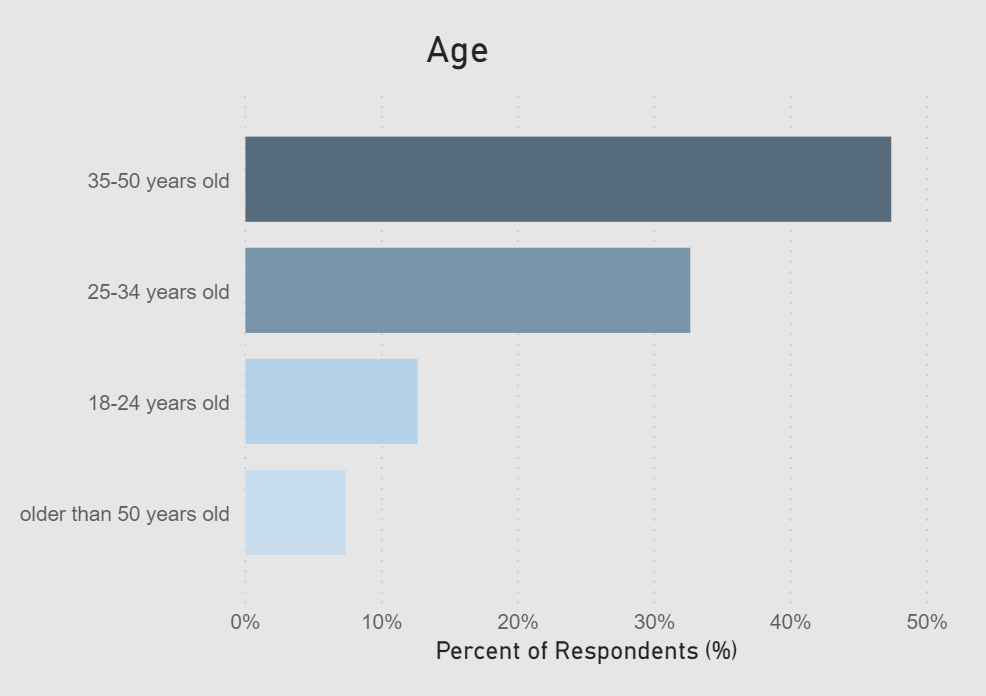 Age
35-50 years old
25-34 years old
18-24 years old
older than 50 years old
0% 10% 20% 30% 40% 50%
Percent of Respondents (%)